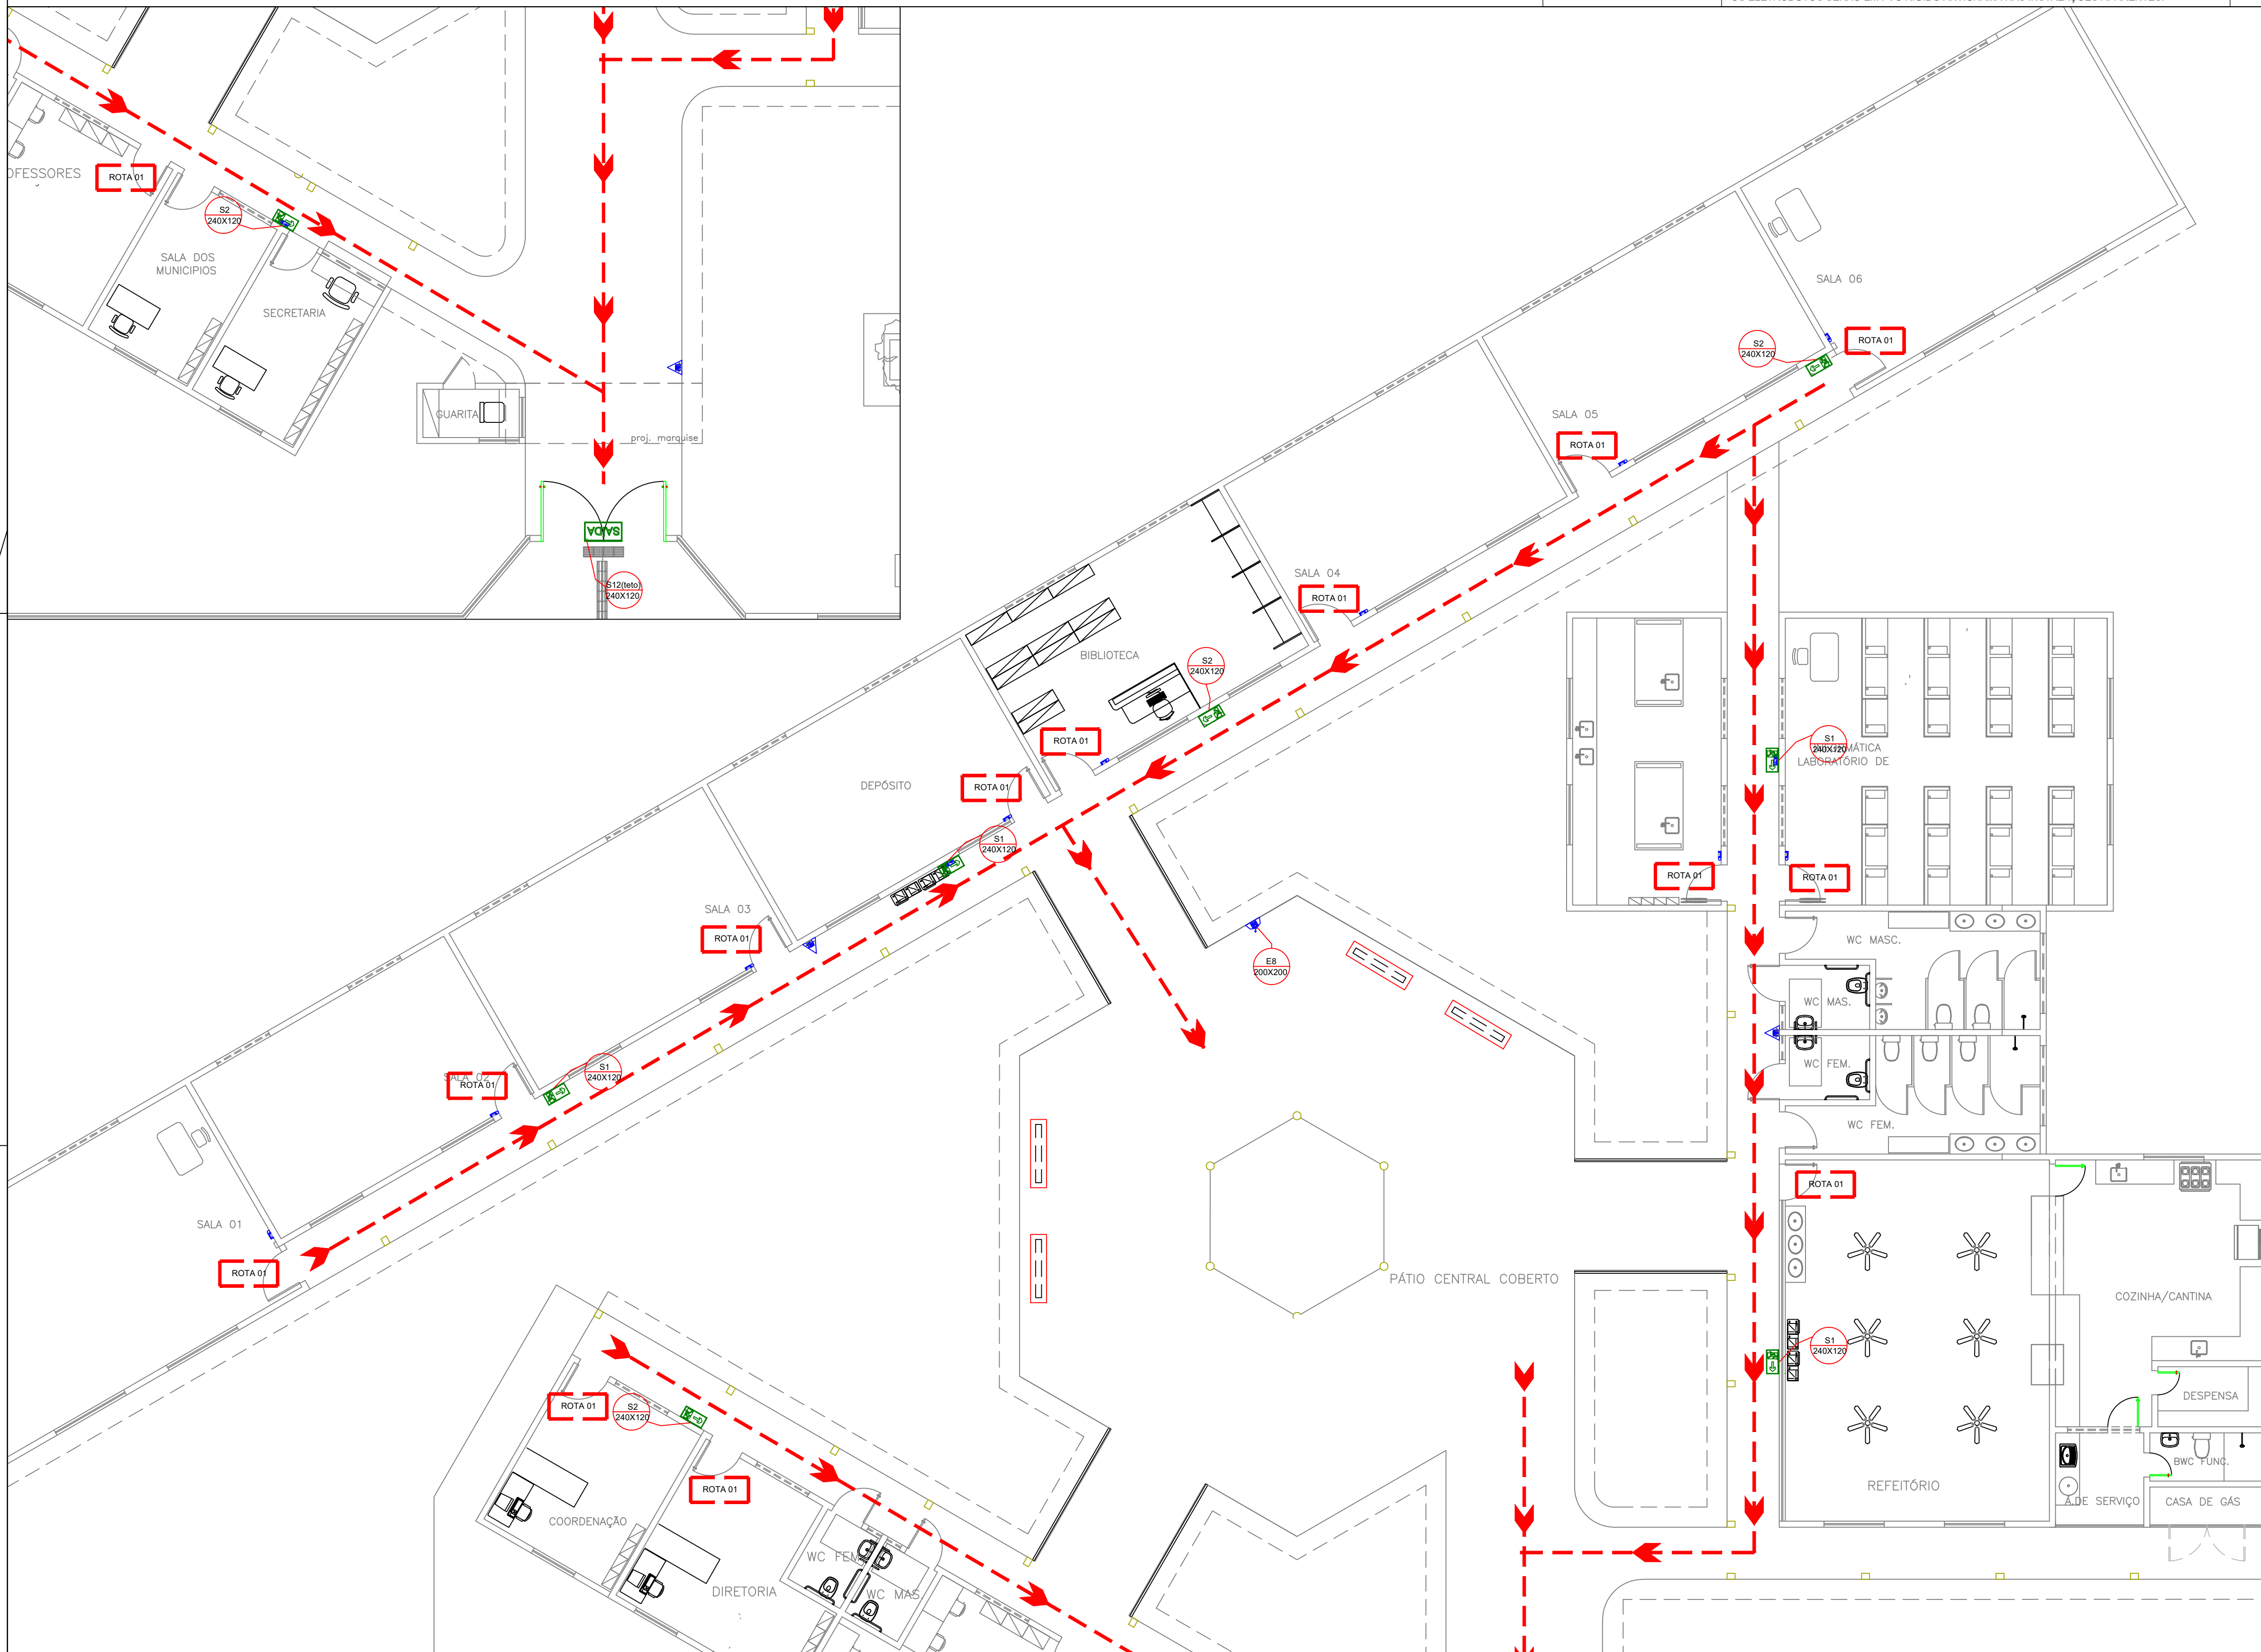 OFESSORES
ROTA 01
S2
240X120
SALA DOS
MUNICIPIOS
SECRETARIA
GUARITA
proj. marquise
SAÍDA
S12(teto)
240X120
SALA 06
S2
240X120
ROTA 01
SALA 05
ROTA 01
SALA 04
ROTA 01
BIBLIOTECA
S2
240X120
ROTA 01
DEPÓSITO
ROTA 01
S1
240X120
S1
240X120
LABORATÓRIO DE
ROTA 01
ROTA 01
SALA 03
ROTA 01
E8
200X200
WC MASC.
WC MAS.
WC FEM.
WC FEM.
SALA 02
ROTA 01
S1
240X120
ROTA 01
SALA 01
ROTA 01
PÁTIO CENTRAL COBERTO
COZINHA/CANTINA
S1
240X120
DESPENSA
ROTA 01
S2
240X120
BWC FUNC.
REFEITÓRIO
A.DE SERVIÇO
CASA DE GÁS
ROTA 01
COORDENAÇÃO
WC FEM.
DIRETORIA
WC MAS.